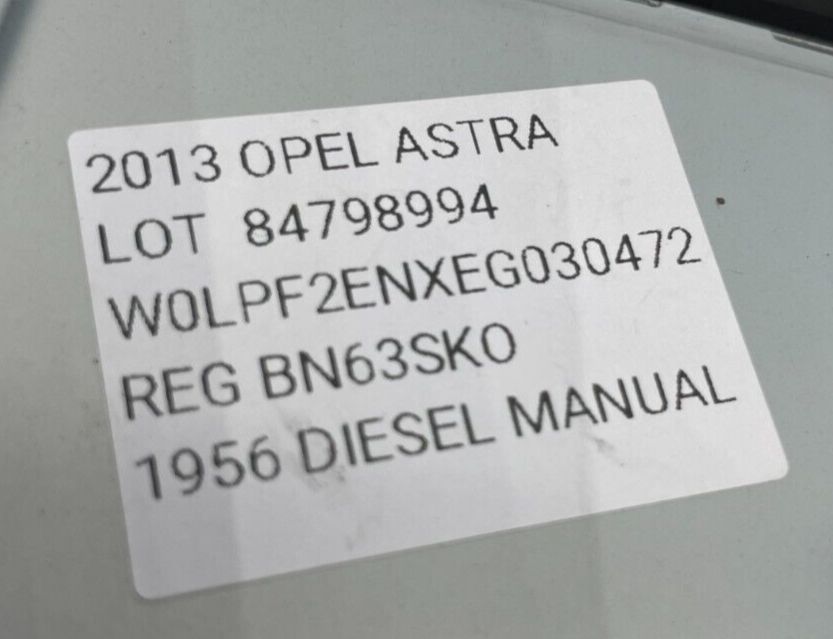 2013 OPEL ASTRA
LOT 84798994
W0LPF2ENXEG030472
REG BN63SKO
1956 DIESEL MANUAL